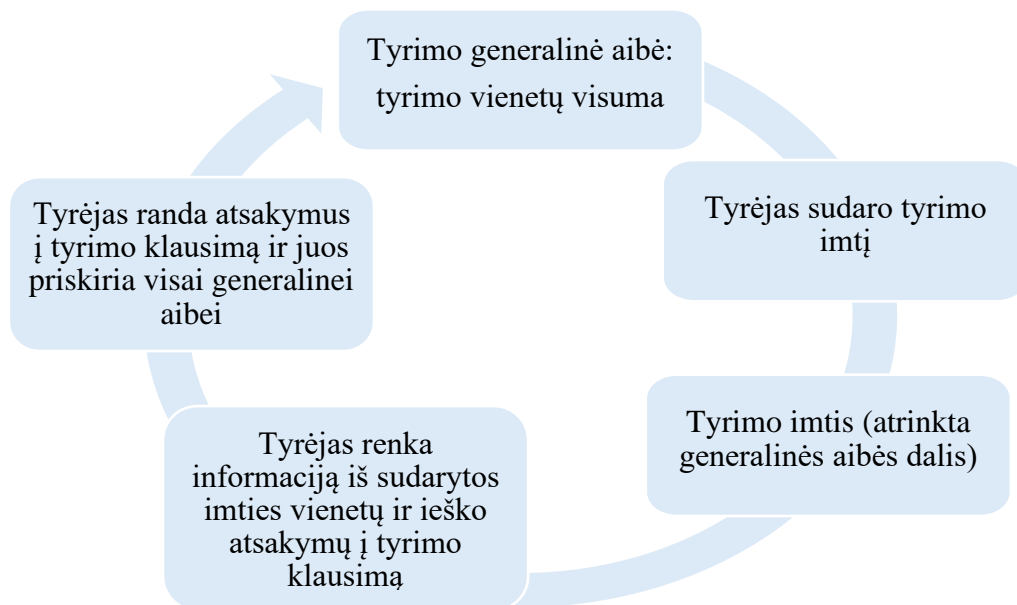 Tyrimo generalinė aibė:
tyrimo vienetų visuma
Tyrėjas sudaro tyrimo
imtį
Tyrimo imtis (atrinkta
generalinės aibės dalis)
Tyrėjas renka
informaciją iš sudarytos
imties vienetų ir ieško
atsakymų į tyrimo
klausimą
Tyrėjas randa atsakymus
į tyrimo klausimą ir juos
priskiria visai generalinei
aibei